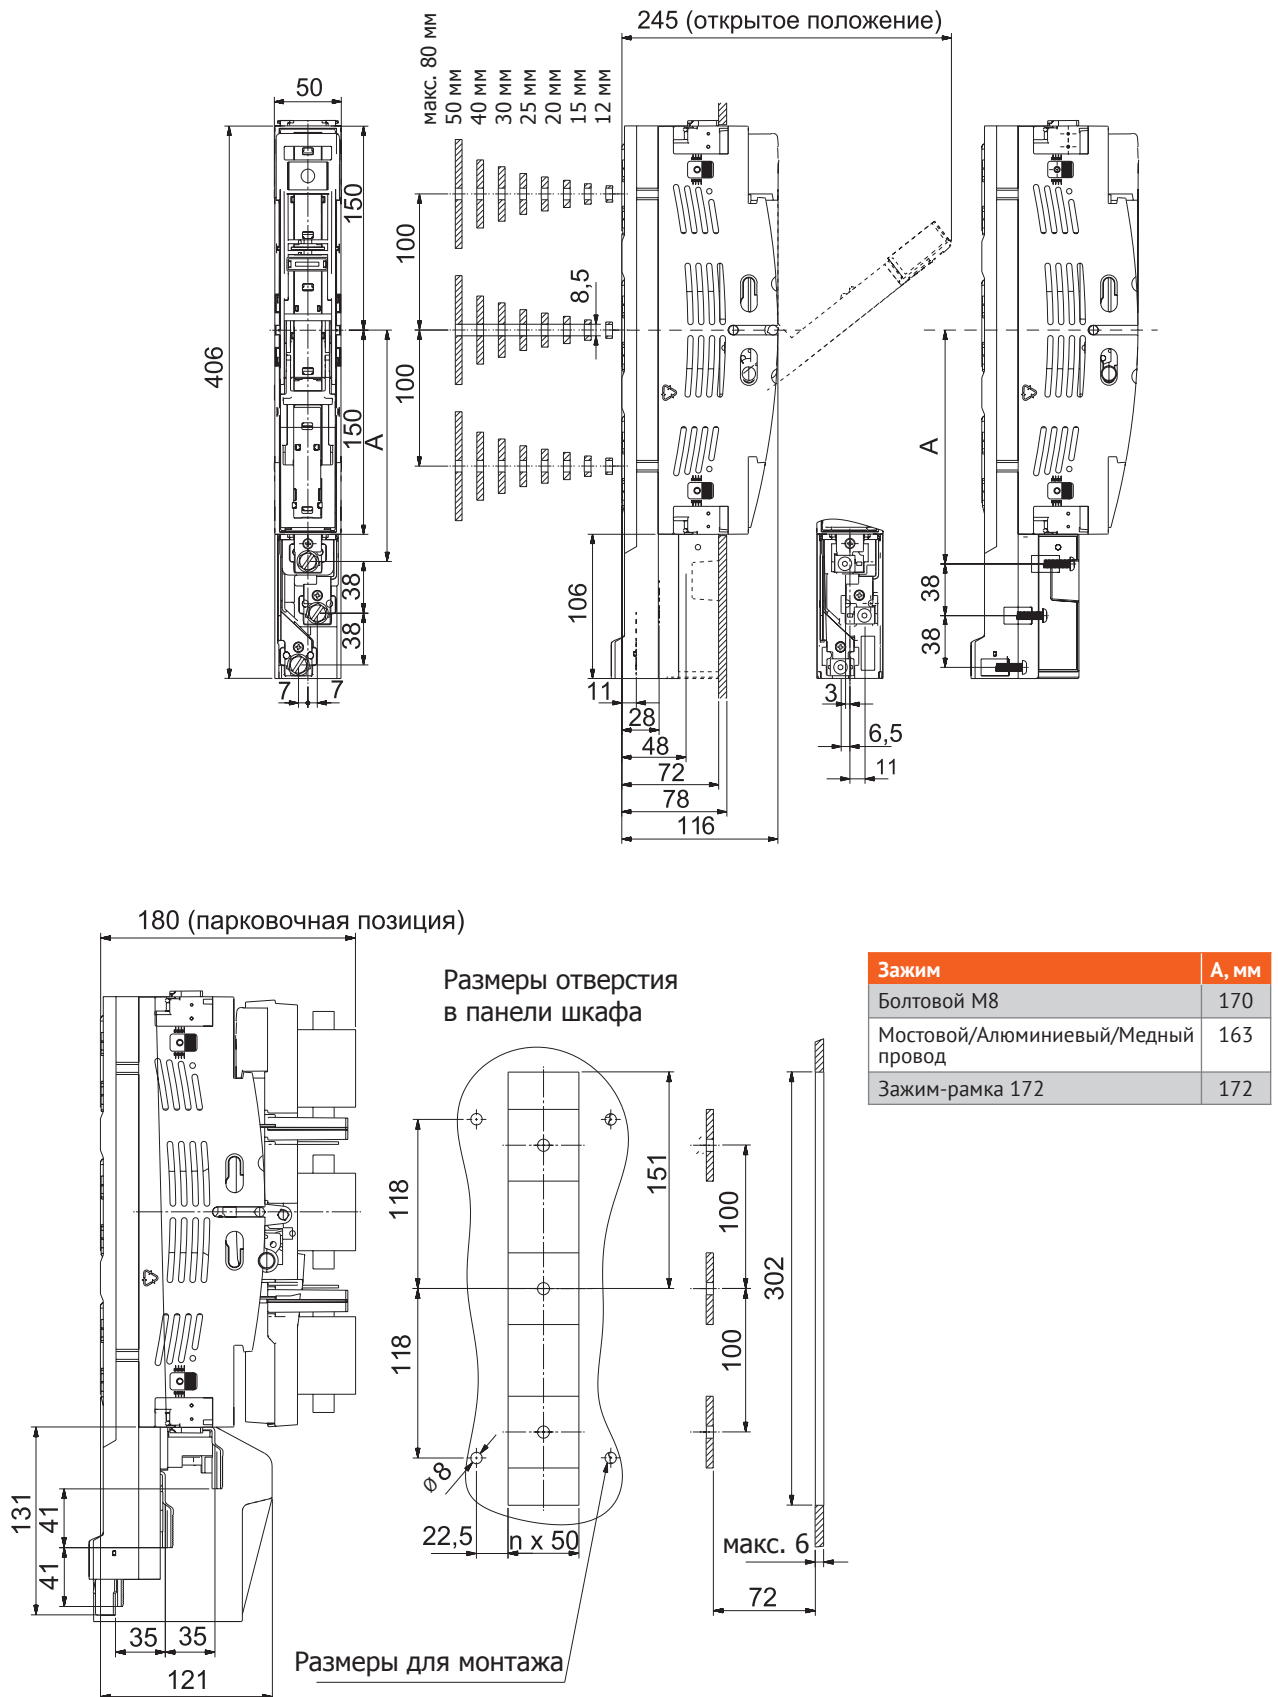 245 (открытое положение)
макс. 80 мм
50 мм
40 мм
30 мм
25 мм
20 мм
15 мм
12 мм
50
406
150
150
A
100
100
8,5
38
38
7
7
106
11
28
48
72
78
116
3
6,5
11
A
38
38
180 (парковочная позиция)
131
41
41
35
35
121
Размеры отверстия
в панели шкафа
118
118
151
ø8
22,5
n x 50
100
100
302
макс. 6
72
Размеры для монтажа
Зажим
А, мм
Болтовой М8
170
Мостовой/Алюминиевый/Медный
провод
163
Зажим-рамка 172
172